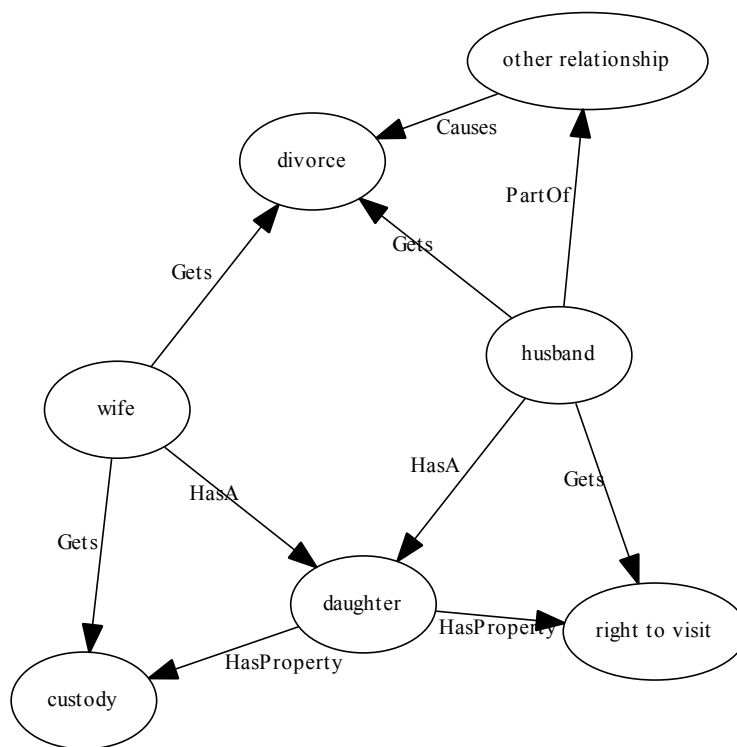 other relationship
Causes
divorce
PartOf
Gets
Gets
husband
wife
HasA
HasA
Gets
Gets
daughter
HasProperty
right to visit
HasProperty
custody